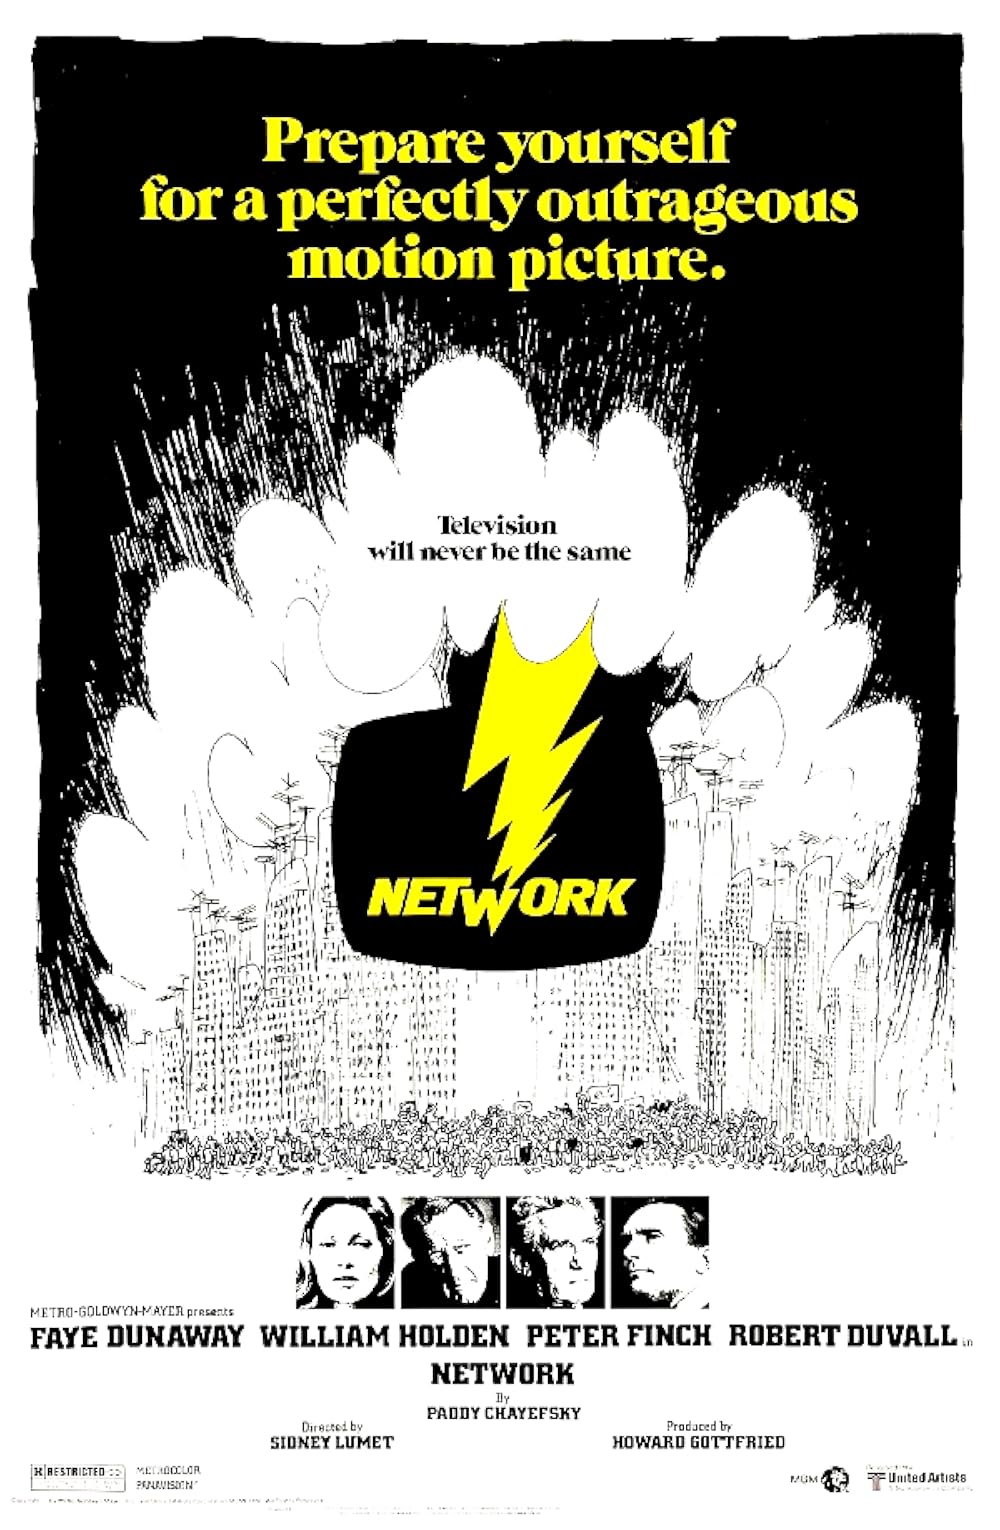 Prepare yourself
for a perfectly outrageous
motion picture.
Television
will never be the same
NETWORK
METRO-GOLDWYN-MAYER presents
FAYE DUNAWAY WILLIAM HOLDEN PETER FINCH ROBERT DUVALL in
NETWORK
By
PADDY CHAYEFSKY
Directed by
SIDNEY LUMET
Produced by
HOWARD GOTTFRIED
R RESTRICTED
METROCOLOR
PANAVISION
MGM
United Artists